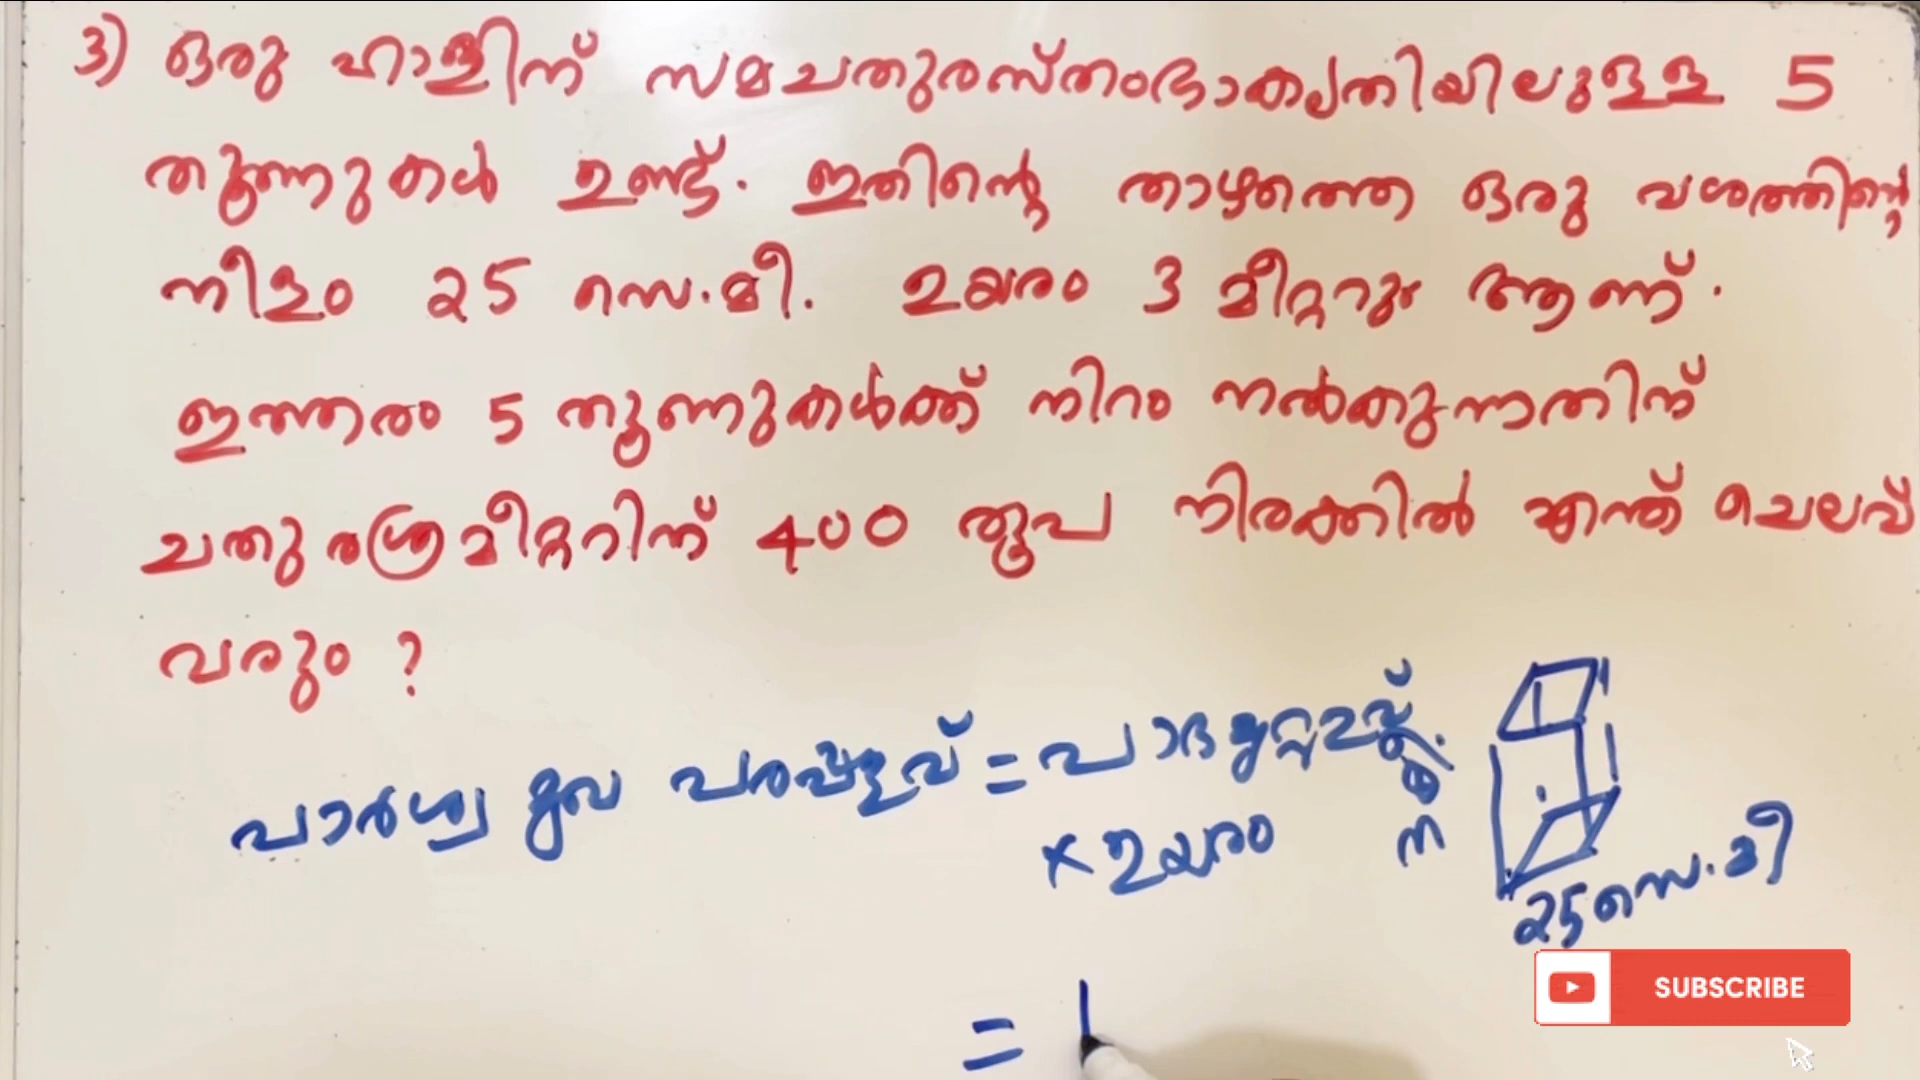 3) ഒരു ഹാളിന് സമചതുരസ്തംഭാകൃതിയിലുള്ള 5
തൂണുകൾ ഉണ്ട്. ഇതിന്റെ താഴത്തെ ഒരു വശത്തിന്റെ
നീളം 25 സെ.മീ. ഉയരം 3 മീറ്ററും ആണ്.
ഇത്തരം 5 തൂണുകൾക്ക് നിറം നൽകുന്നതിന്
ചതുരശ്ര മീറ്ററിന് 400 രൂപ നിരക്കിൽ എന്ത് ചെലവ്
വരും ?
പാർശ്വ മുഖ പരപ്പളവ് = പാദചുറ്റളവ്
× ഉയരം
25 സെ.മീ
=
SUBSCRIBE